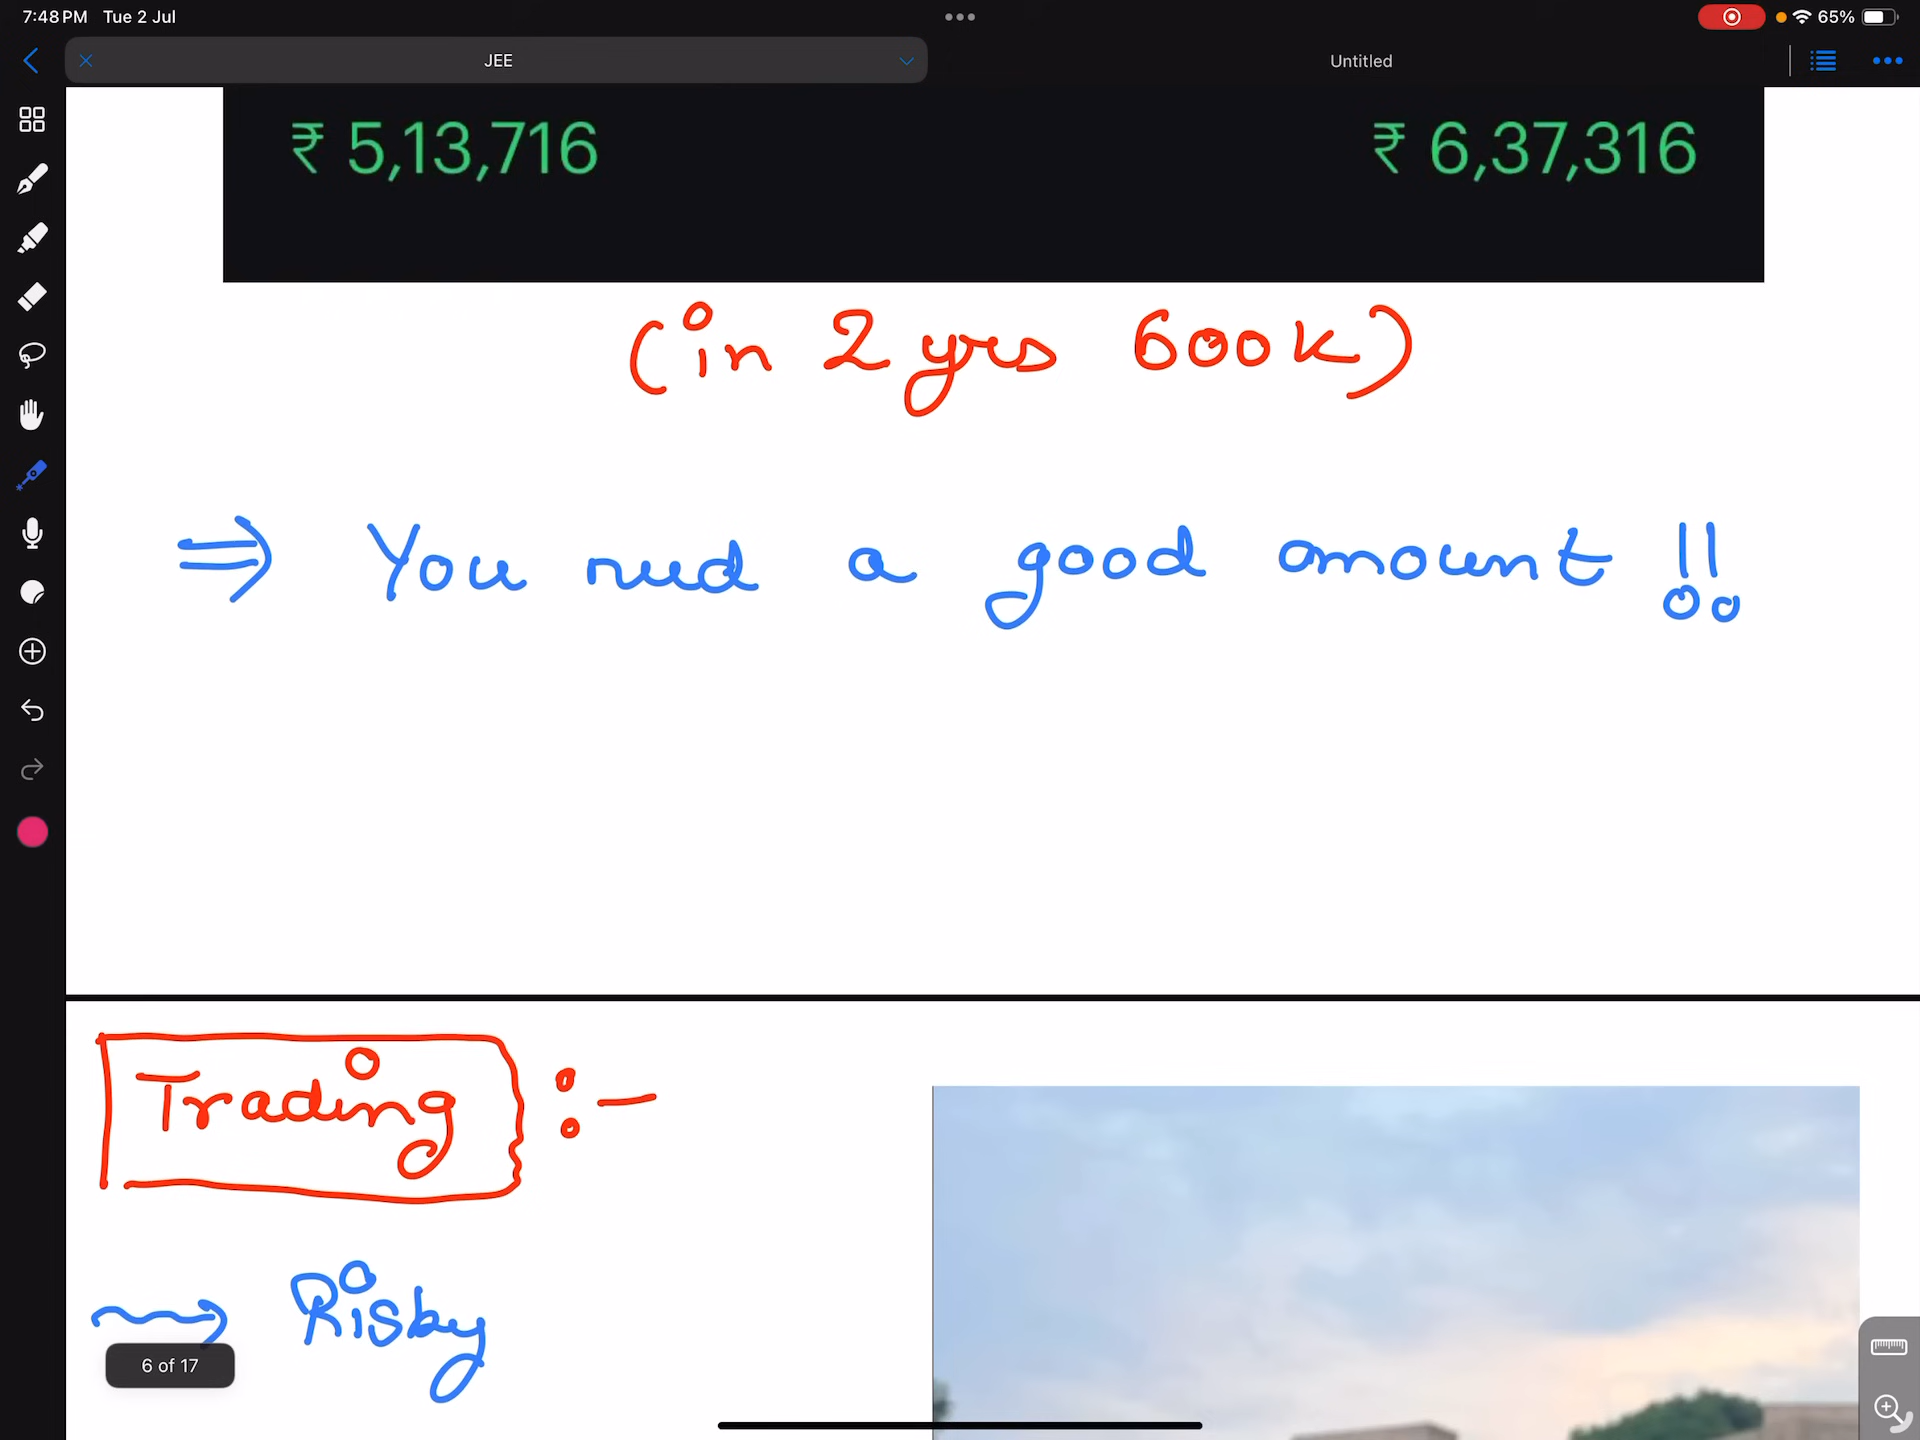 7:48 PM Tue 2 Jul
65%
JEE
Untitled
₹ 5,13,716
₹ 6,37,316
(in 2 yrs 600k)
⇒ You need a good amount !!
Trading :-
Risky
6 of 17